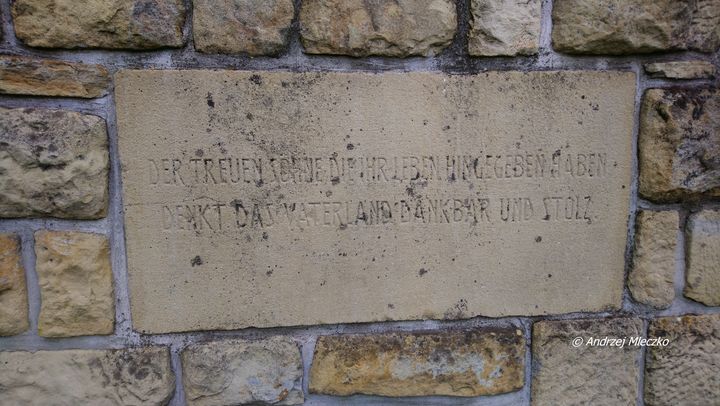 DER TREUEN SÖHNE, DIE IHR LEBEN HINGEGEBEN HABEN
DENKT DAS VATERLAND DANKBAR UND STOLZ.
© Andrzej Mleczko